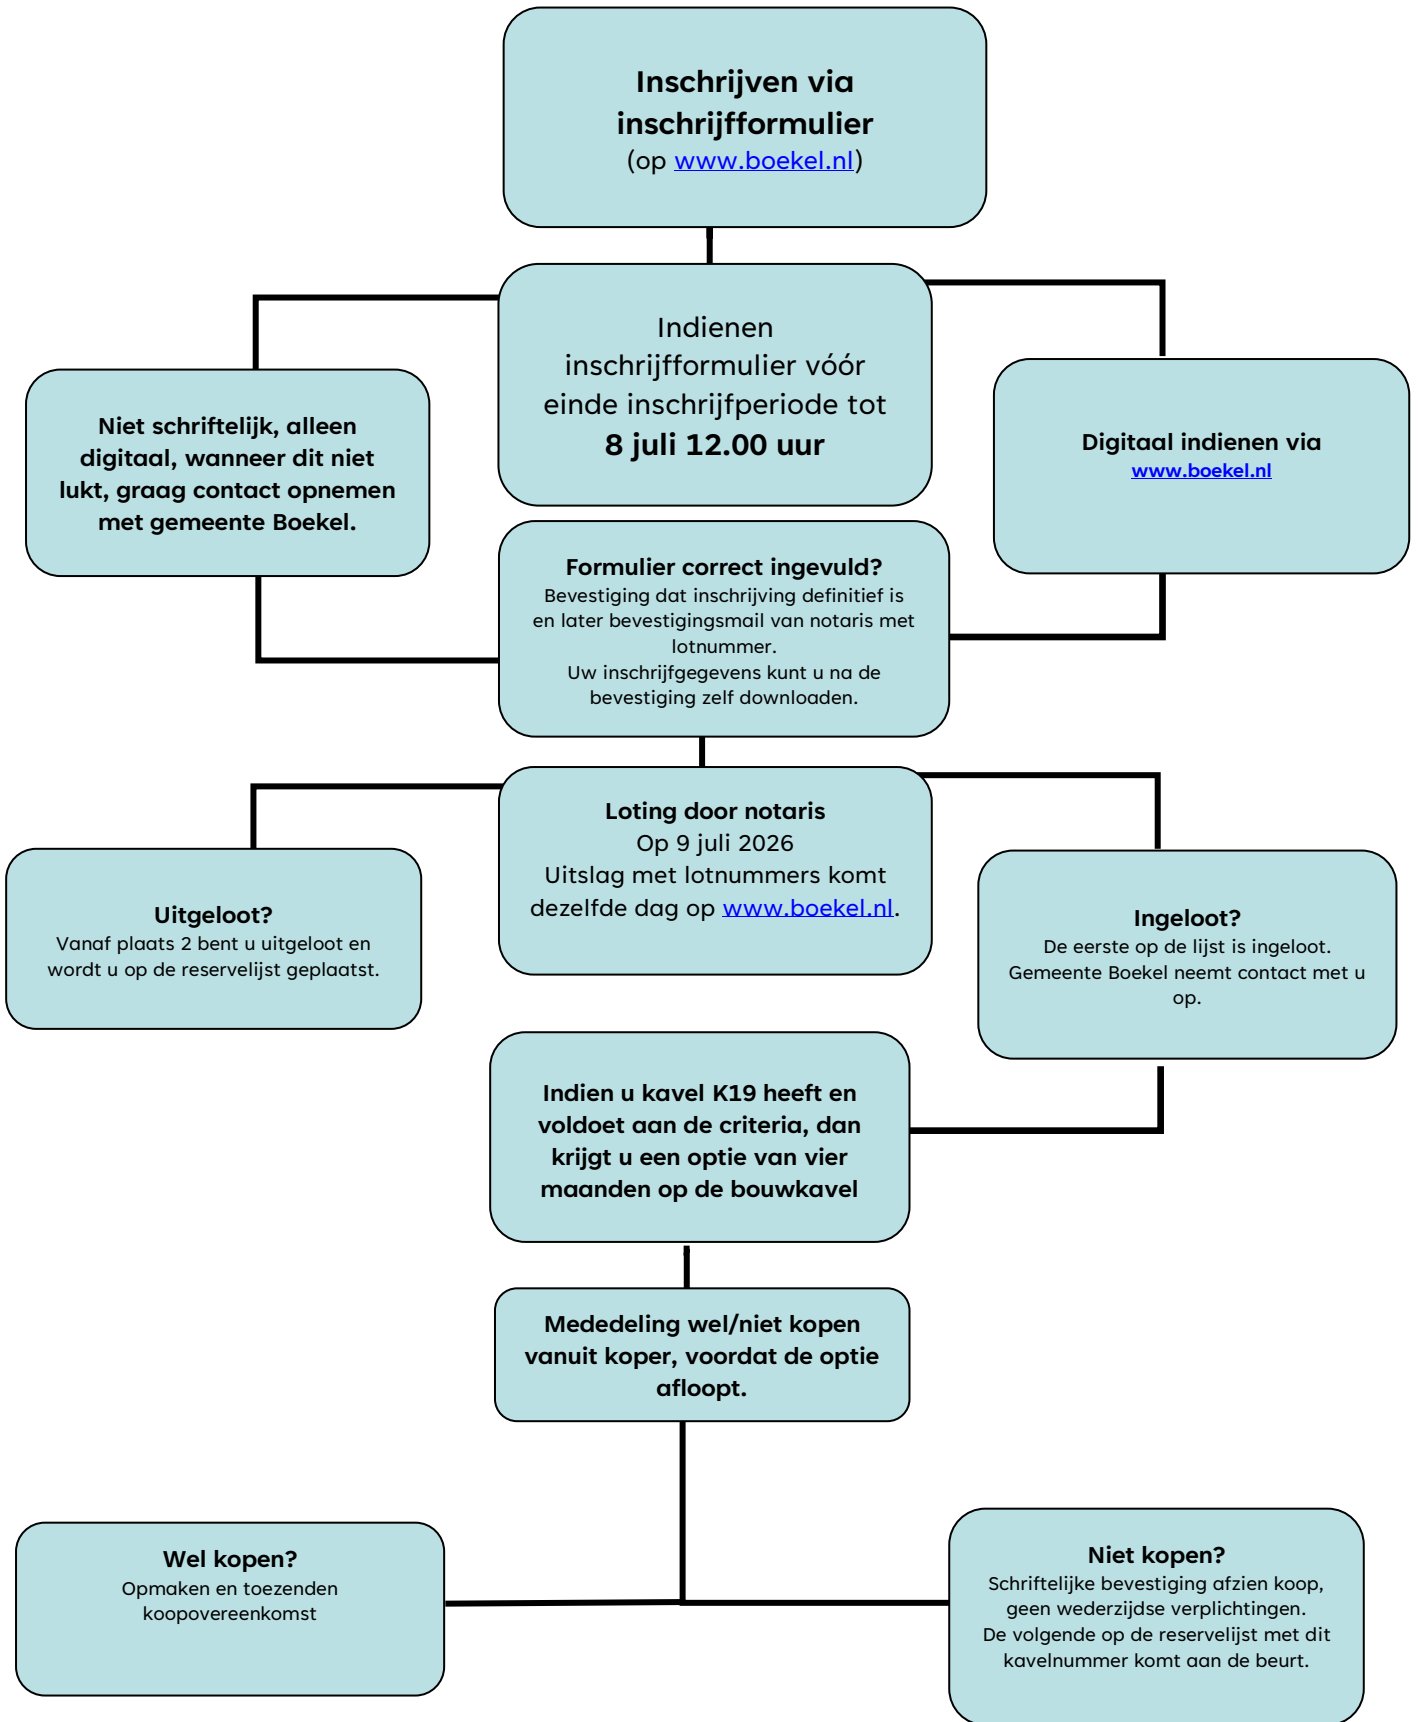 Inschrijven via
inschrijfformulier
(op www.boekel.nl)
Indienen
inschrijfformulier vóór
einde inschrijfperiode tot
8 juli 12.00 uur
Niet schriftelijk, alleen
digitaal, wanneer dit niet
lukt, graag contact opnemen
met gemeente Boekel.
Digitaal indienen via
www.boekel.nl
Formulier correct ingevuld?
Bevestiging dat inschrijving definitief is
en later bevestigingsmail van notaris met
lotnummer.
Uw inschrijfgegevens kunt u na de
bevestiging zelf downloaden.
Loting door notaris
Op 9 juli 2026
Uitslag met lotnummers komt
dezelfde dag op www.boekel.nl.
Uitgeloot?
Vanaf plaats 2 bent u uitgeloot en
wordt u op de reservelijst geplaatst.
Ingeloot?
De eerste op de lijst is ingeloot.
Gemeente Boekel neemt contact met u
op.
Indien u kavel K19 heeft en
voldoet aan de criteria, dan
krijgt u een optie van vier
maanden op de bouwkavel
Mededeling wel/niet kopen
vanuit koper, voordat de optie
afloopt.
Wel kopen?
Opmaken en toezenden
koopovereenkomst
Niet kopen?
Schriftelijke bevestiging afzien koop,
geen wederzijdse verplichtingen.
De volgende op de reservelijst met dit
kavelnummer komt aan de beurt.